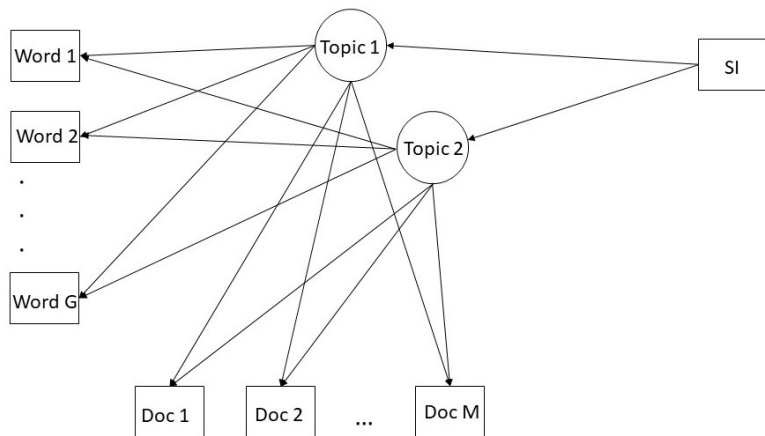 Word 1
Topic 1
SI
Word 2
Topic 2
.
.
.
Word G
Doc 1
Doc 2
...
Doc M